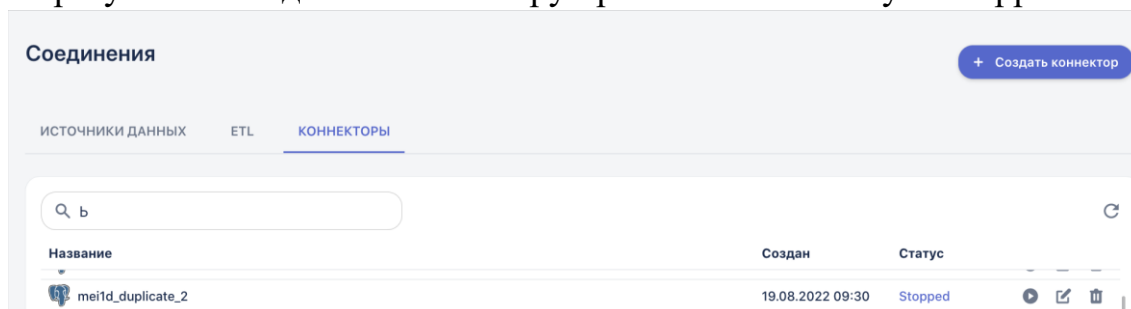 Соединения
+ Создать коннектор
ИСТОЧНИКИ ДАННЫХ ETL КОННЕКТОРЫ
Ь
Название Создан Статус
mei1d_duplicate_2 19.08.2022 09:30 Stopped